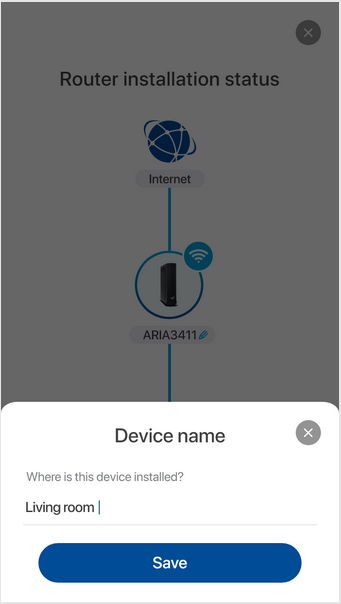 Router installation status
Internet
ARIA3411
Device name
Where is this device installed?
Living room
Save